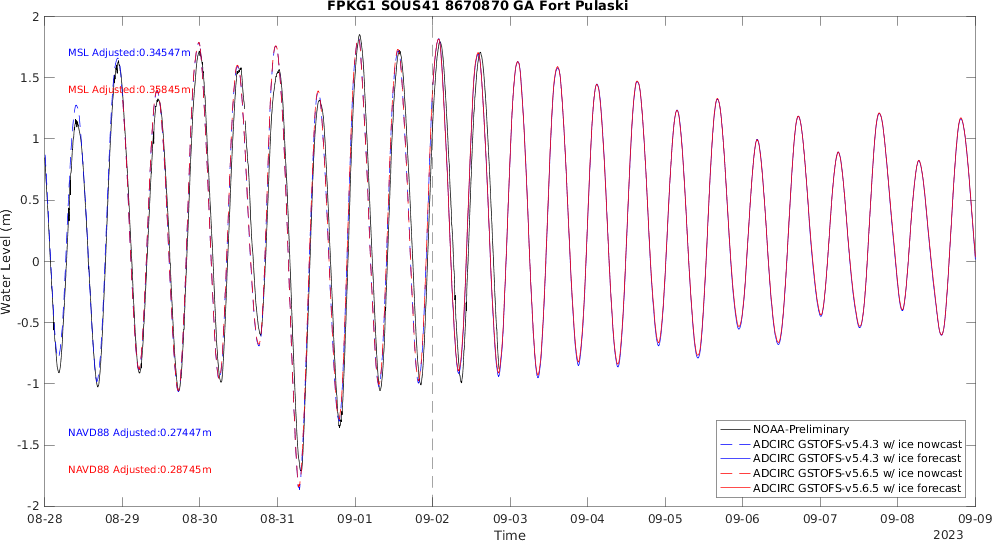 FPKG1 SOUS41 8670870 GA Fort Pulaski
2
1.5
1
0.5
0
-0.5
-1
-1.5
-2
Water Level (m)
MSL Adjusted:0.34547m
MSL Adjusted:0.35845m
NAVD88 Adjusted:0.27447m
NAVD88 Adjusted:0.28745m
NOAA-Preliminary
ADCIRC GSTOFS-v5.4.3 w/ ice nowcast
ADCIRC GSTOFS-v5.4.3 w/ ice forecast
ADCIRC GSTOFS-v5.6.5 w/ ice nowcast
ADCIRC GSTOFS-v5.6.5 w/ ice forecast
08-28 08-29 08-30 08-31 09-01 09-02 09-03 09-04 09-05 09-06 09-07 09-08 09-09
Time
2023